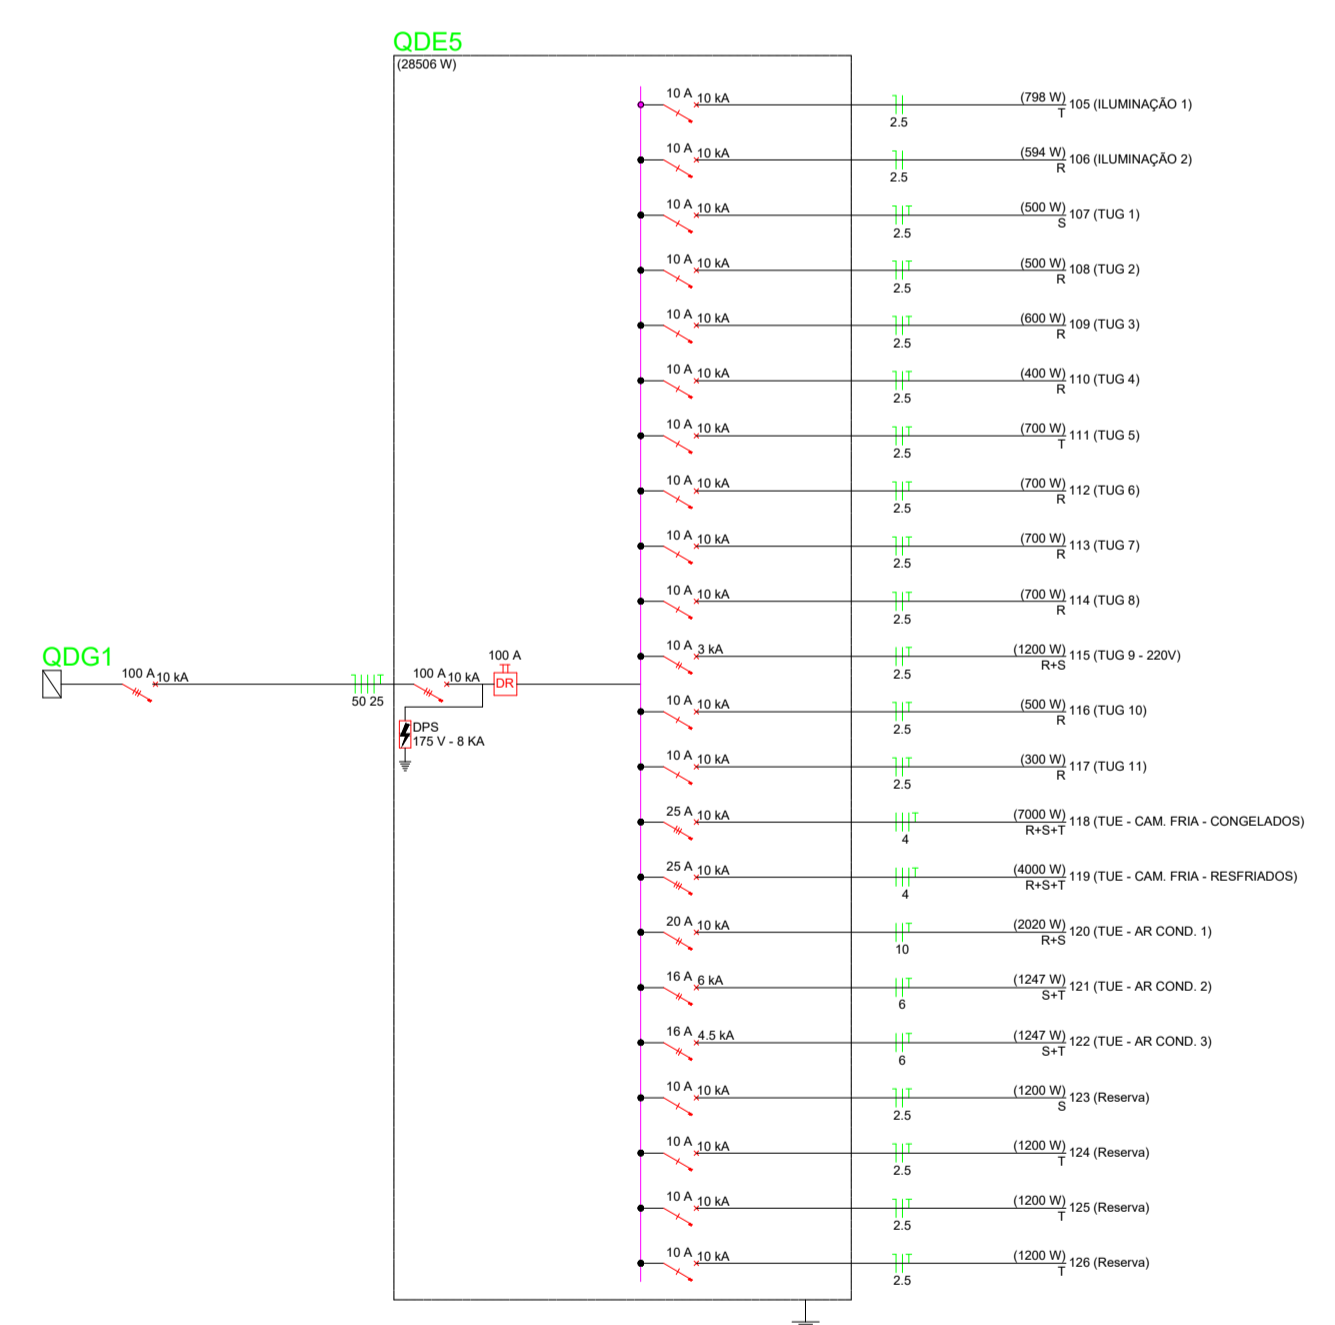 QDE5
(28506 W)
10 A 10 kA 2.5 (798 W) T 105 (ILUMINAÇÃO 1)
10 A 10 kA 2.5 (594 W) R 106 (ILUMINAÇÃO 2)
10 A 10 kA T 2.5 (500 W) S 107 (TUG 1)
10 A 10 kA T 2.5 (500 W) R 108 (TUG 2)
10 A 10 kA T 2.5 (600 W) R 109 (TUG 3)
10 A 10 kA T 2.5 (400 W) R 110 (TUG 4)
10 A 10 kA T 2.5 (700 W) T 111 (TUG 5)
10 A 10 kA T 2.5 (700 W) R 112 (TUG 6)
10 A 10 kA T 2.5 (700 W) R 113 (TUG 7)
10 A 10 kA T 2.5 (700 W) R 114 (TUG 8)
10 A 3 kA T 2.5 (1200 W) R+S 115 (TUG 9 - 220V)
QDG1
100 A 10 kA T 50 25 100 A 10 kA
100 A
DR
DPS
175 V - 8 KA
10 A 10 kA T 2.5 (500 W) R 116 (TUG 10)
10 A 10 kA T 2.5 (300 W) R 117 (TUG 11)
25 A 10 kA T 4 (7000 W) R+S+T 118 (TUE - CAM. FRIA - CONGELADOS)
25 A 10 kA T 4 (4000 W) R+S+T 119 (TUE - CAM. FRIA - RESFRIADOS)
20 A 10 kA T 10 (2020 W) R+S 120 (TUE - AR COND. 1)
16 A 6 kA T 6 (1247 W) S+T 121 (TUE - AR COND. 2)
16 A 4.5 kA T 6 (1247 W) S+T 122 (TUE - AR COND. 3)
10 A 10 kA T 2.5 (1200 W) S 123 (Reserva)
10 A 10 kA T 2.5 (1200 W) T 124 (Reserva)
10 A 10 kA T 2.5 (1200 W) T 125 (Reserva)
10 A 10 kA T 2.5 (1200 W) T 126 (Reserva)